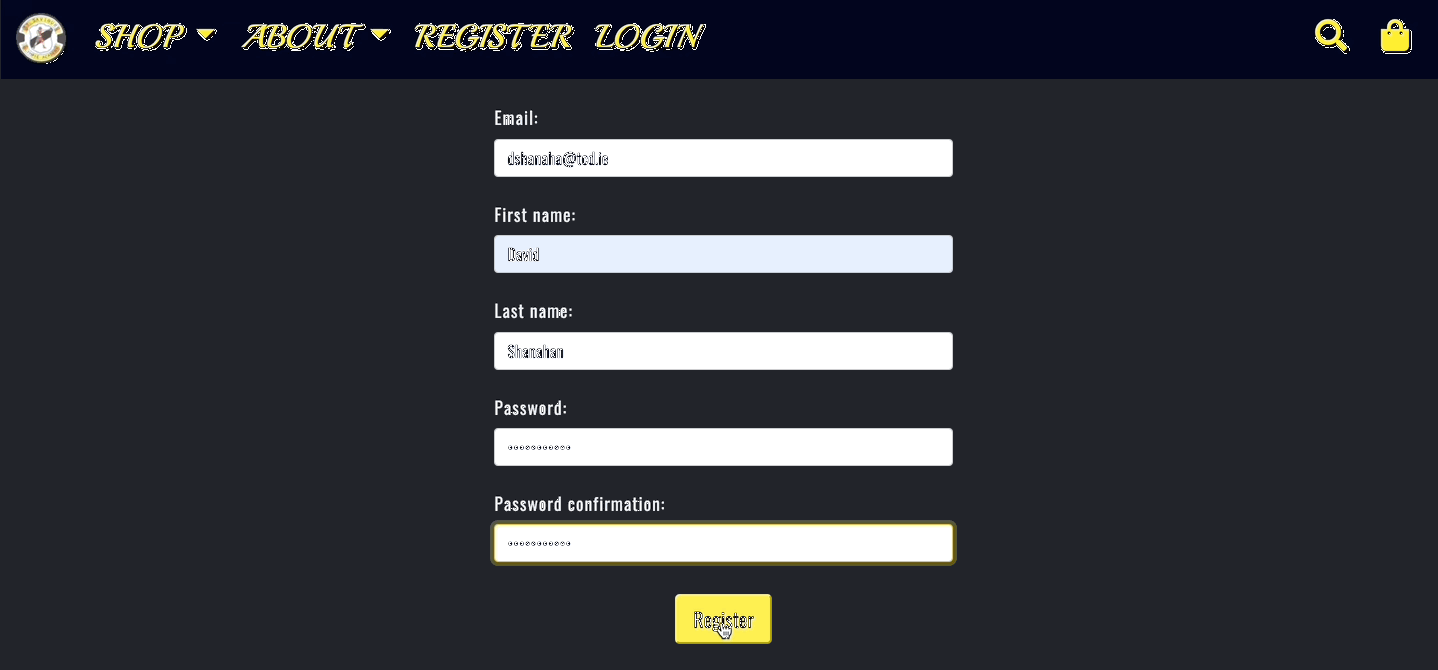 SHOP ABOUT REGISTER LOGIN
Email:
dshanaha@tcd.ie
First name:
David
Last name:
Shanahan
Password:
Password confirmation:
Register